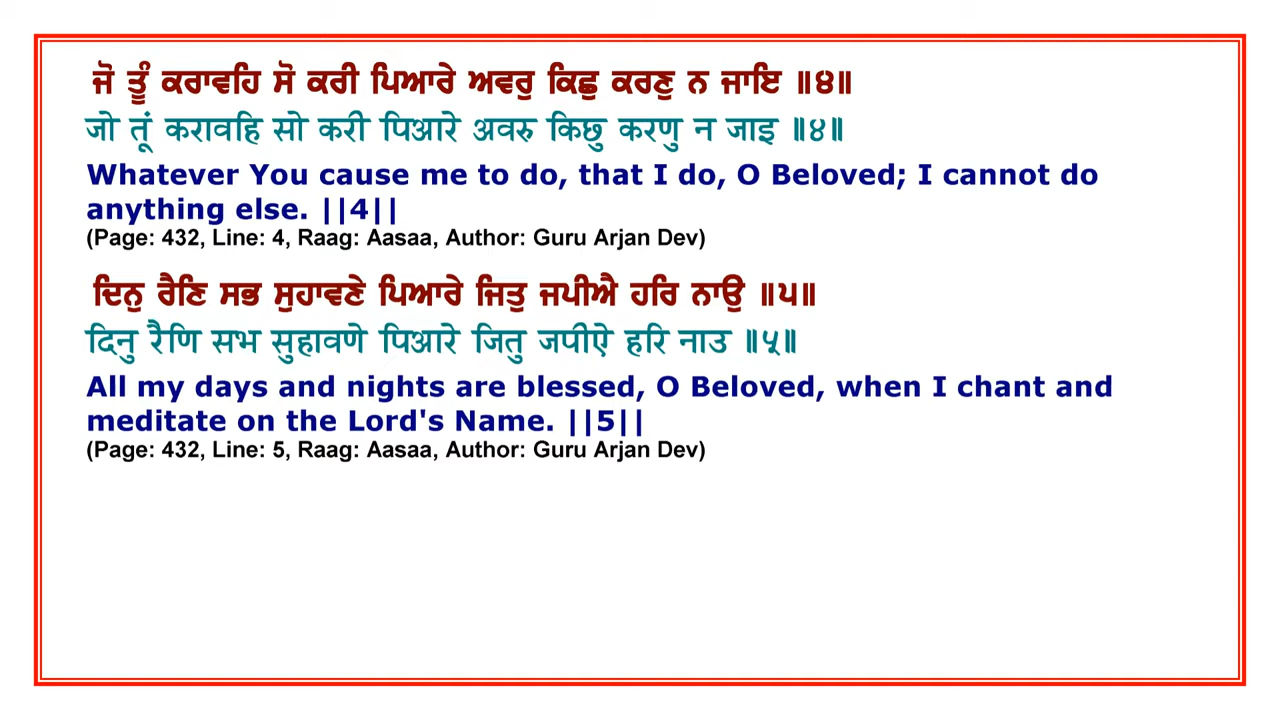 ਜੋ ਤੂੰ ਕਰਾਵਹਿ ਸੋ ਕਰੀ ਪਿਆਰੇ ਅਵਰੁ ਕਿਛੁ ਕਰਣੁ ਨ ਜਾਇ ॥੪॥
जो तूं करावहि सो करी पिआरे अवरु किछु करणु न जाइ ॥४॥
Whatever You cause me to do, that I do, O Beloved; I cannot do
anything else. ||4||
(Page: 432, Line: 4, Raag: Aasaa, Author: Guru Arjan Dev)
ਦਿਨੁ ਰੈਣਿ ਸਭ ਸੁਹਾਵਣੇ ਪਿਆਰੇ ਜਿਤੁ ਜਪੀਐ ਹਰਿ ਨਾਉ ॥੫॥
दिनु रैणि सभ सुहावणे पिआरे जितु जपीऐ हरि नाउ ॥५॥
All my days and nights are blessed, O Beloved, when I chant and
meditate on the Lord's Name. ||5||
(Page: 432, Line: 5, Raag: Aasaa, Author: Guru Arjan Dev)